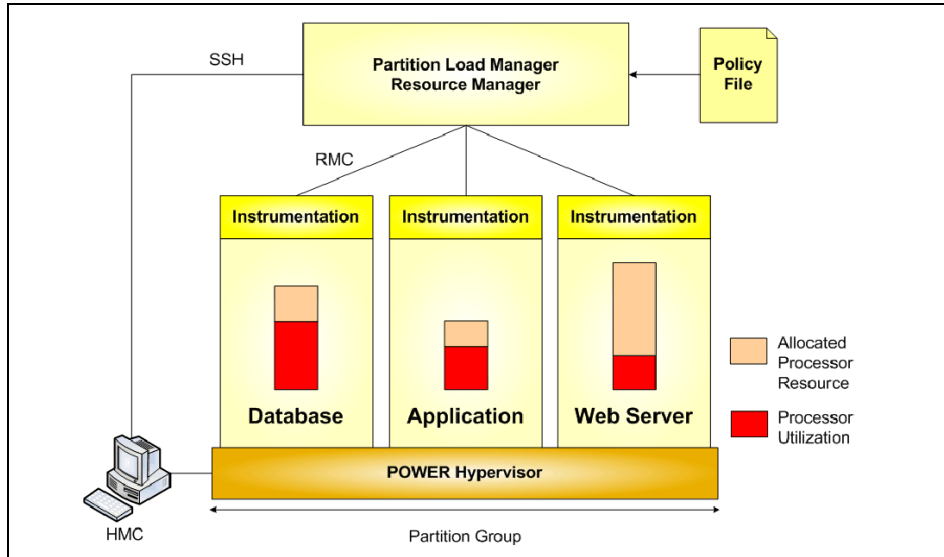 SSH
Partition Load Manager
Resource Manager
Policy
File
RMC
Instrumentation
Instrumentation
Instrumentation
Allocated
Processor
Resource
Processor
Utilization
Database
Application
Web Server
POWER Hypervisor
HMC
Partition Group